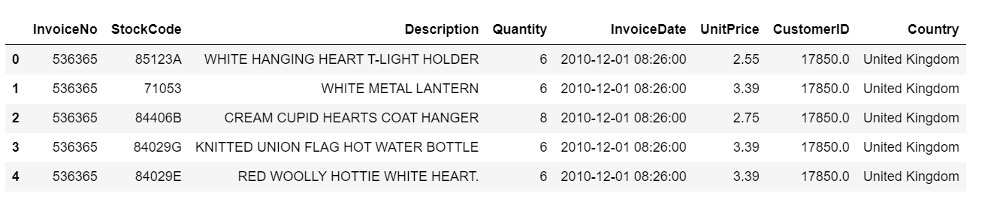 InvoiceNo StockCode Description Quantity InvoiceDate UnitPrice CustomerID Country
0 536365 85123A WHITE HANGING HEART T-LIGHT HOLDER 6 2010-12-01 08:26:00 2.55 17850.0 United Kingdom
1 536365 71053 WHITE METAL LANTERN 6 2010-12-01 08:26:00 3.39 17850.0 United Kingdom
2 536365 84406B CREAM CUPID HEARTS COAT HANGER 8 2010-12-01 08:26:00 2.75 17850.0 United Kingdom
3 536365 84029G KNITTED UNION FLAG HOT WATER BOTTLE 6 2010-12-01 08:26:00 3.39 17850.0 United Kingdom
4 536365 84029E RED WOOLLY HOTTIE WHITE HEART. 6 2010-12-01 08:26:00 3.39 17850.0 United Kingdom